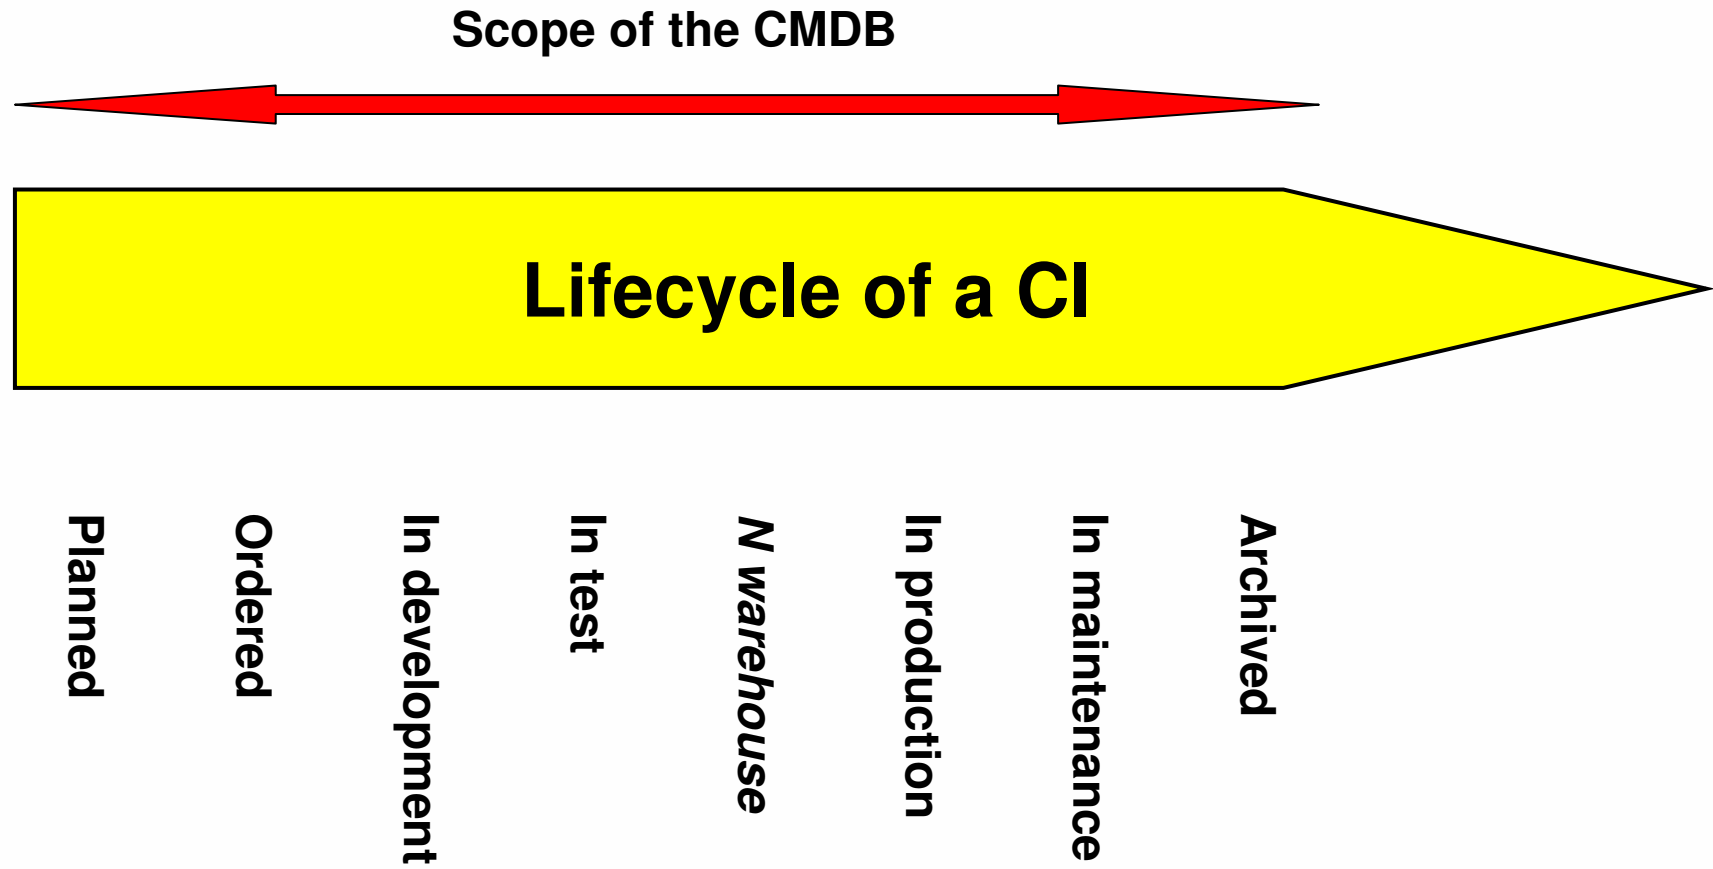 Scope of the CMDB
Lifecycle of a CI
Planned
Ordered
In development
In test
N warehouse
In production
In maintenance
Archived